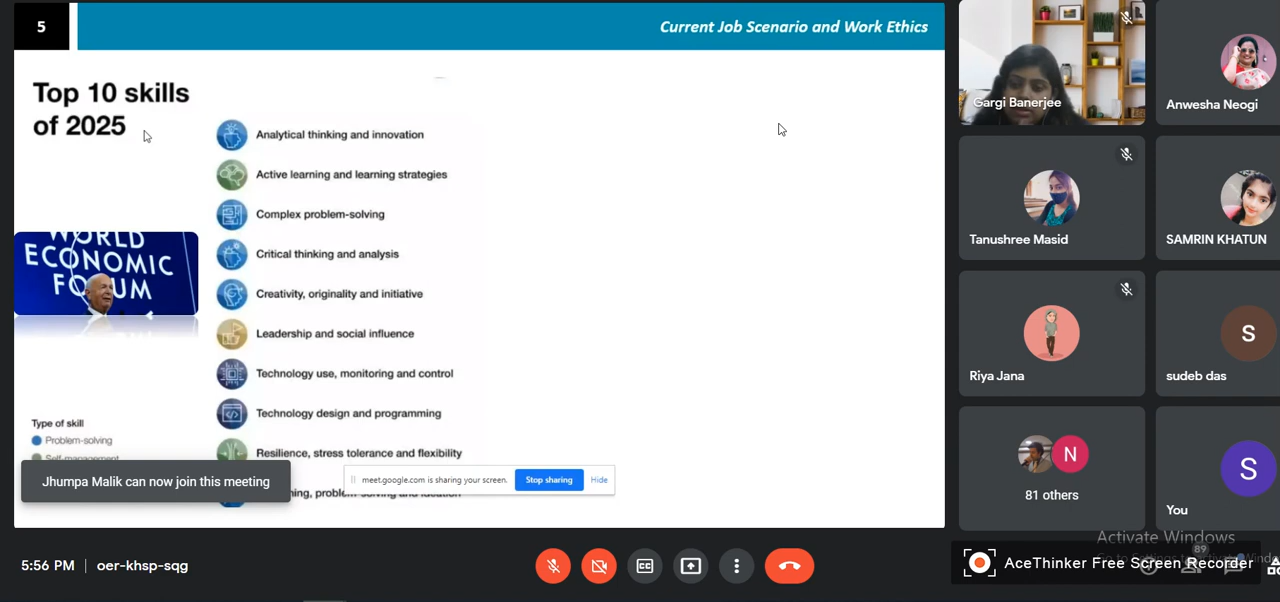 5
Current Job Scenario and Work Ethics
Top 10 skills
of 2025
Analytical thinking and innovation
Active learning and learning strategies
Complex problem-solving
Critical thinking and analysis
Creativity, originality and initiative
Leadership and social influence
Technology use, monitoring and control
Technology design and programming
Resilience, stress tolerance and flexibility
WORLD
ECONOMIC
FORUM
Type of skill
Problem-solving
Self-management
Jhumpa Malik can now join this meeting
meet.google.com is sharing your screen.
Stop sharing
Hide
Gargi Banerjee
Anwesha Neogi
Tanushree Masid
SAMRIN KHATUN
Riya Jana
S
sudeb das
N
81 others
S
You
Activate Windows
89
AceThinker Free Screen Recorder
5:56 PM
oer-khsp-sqg